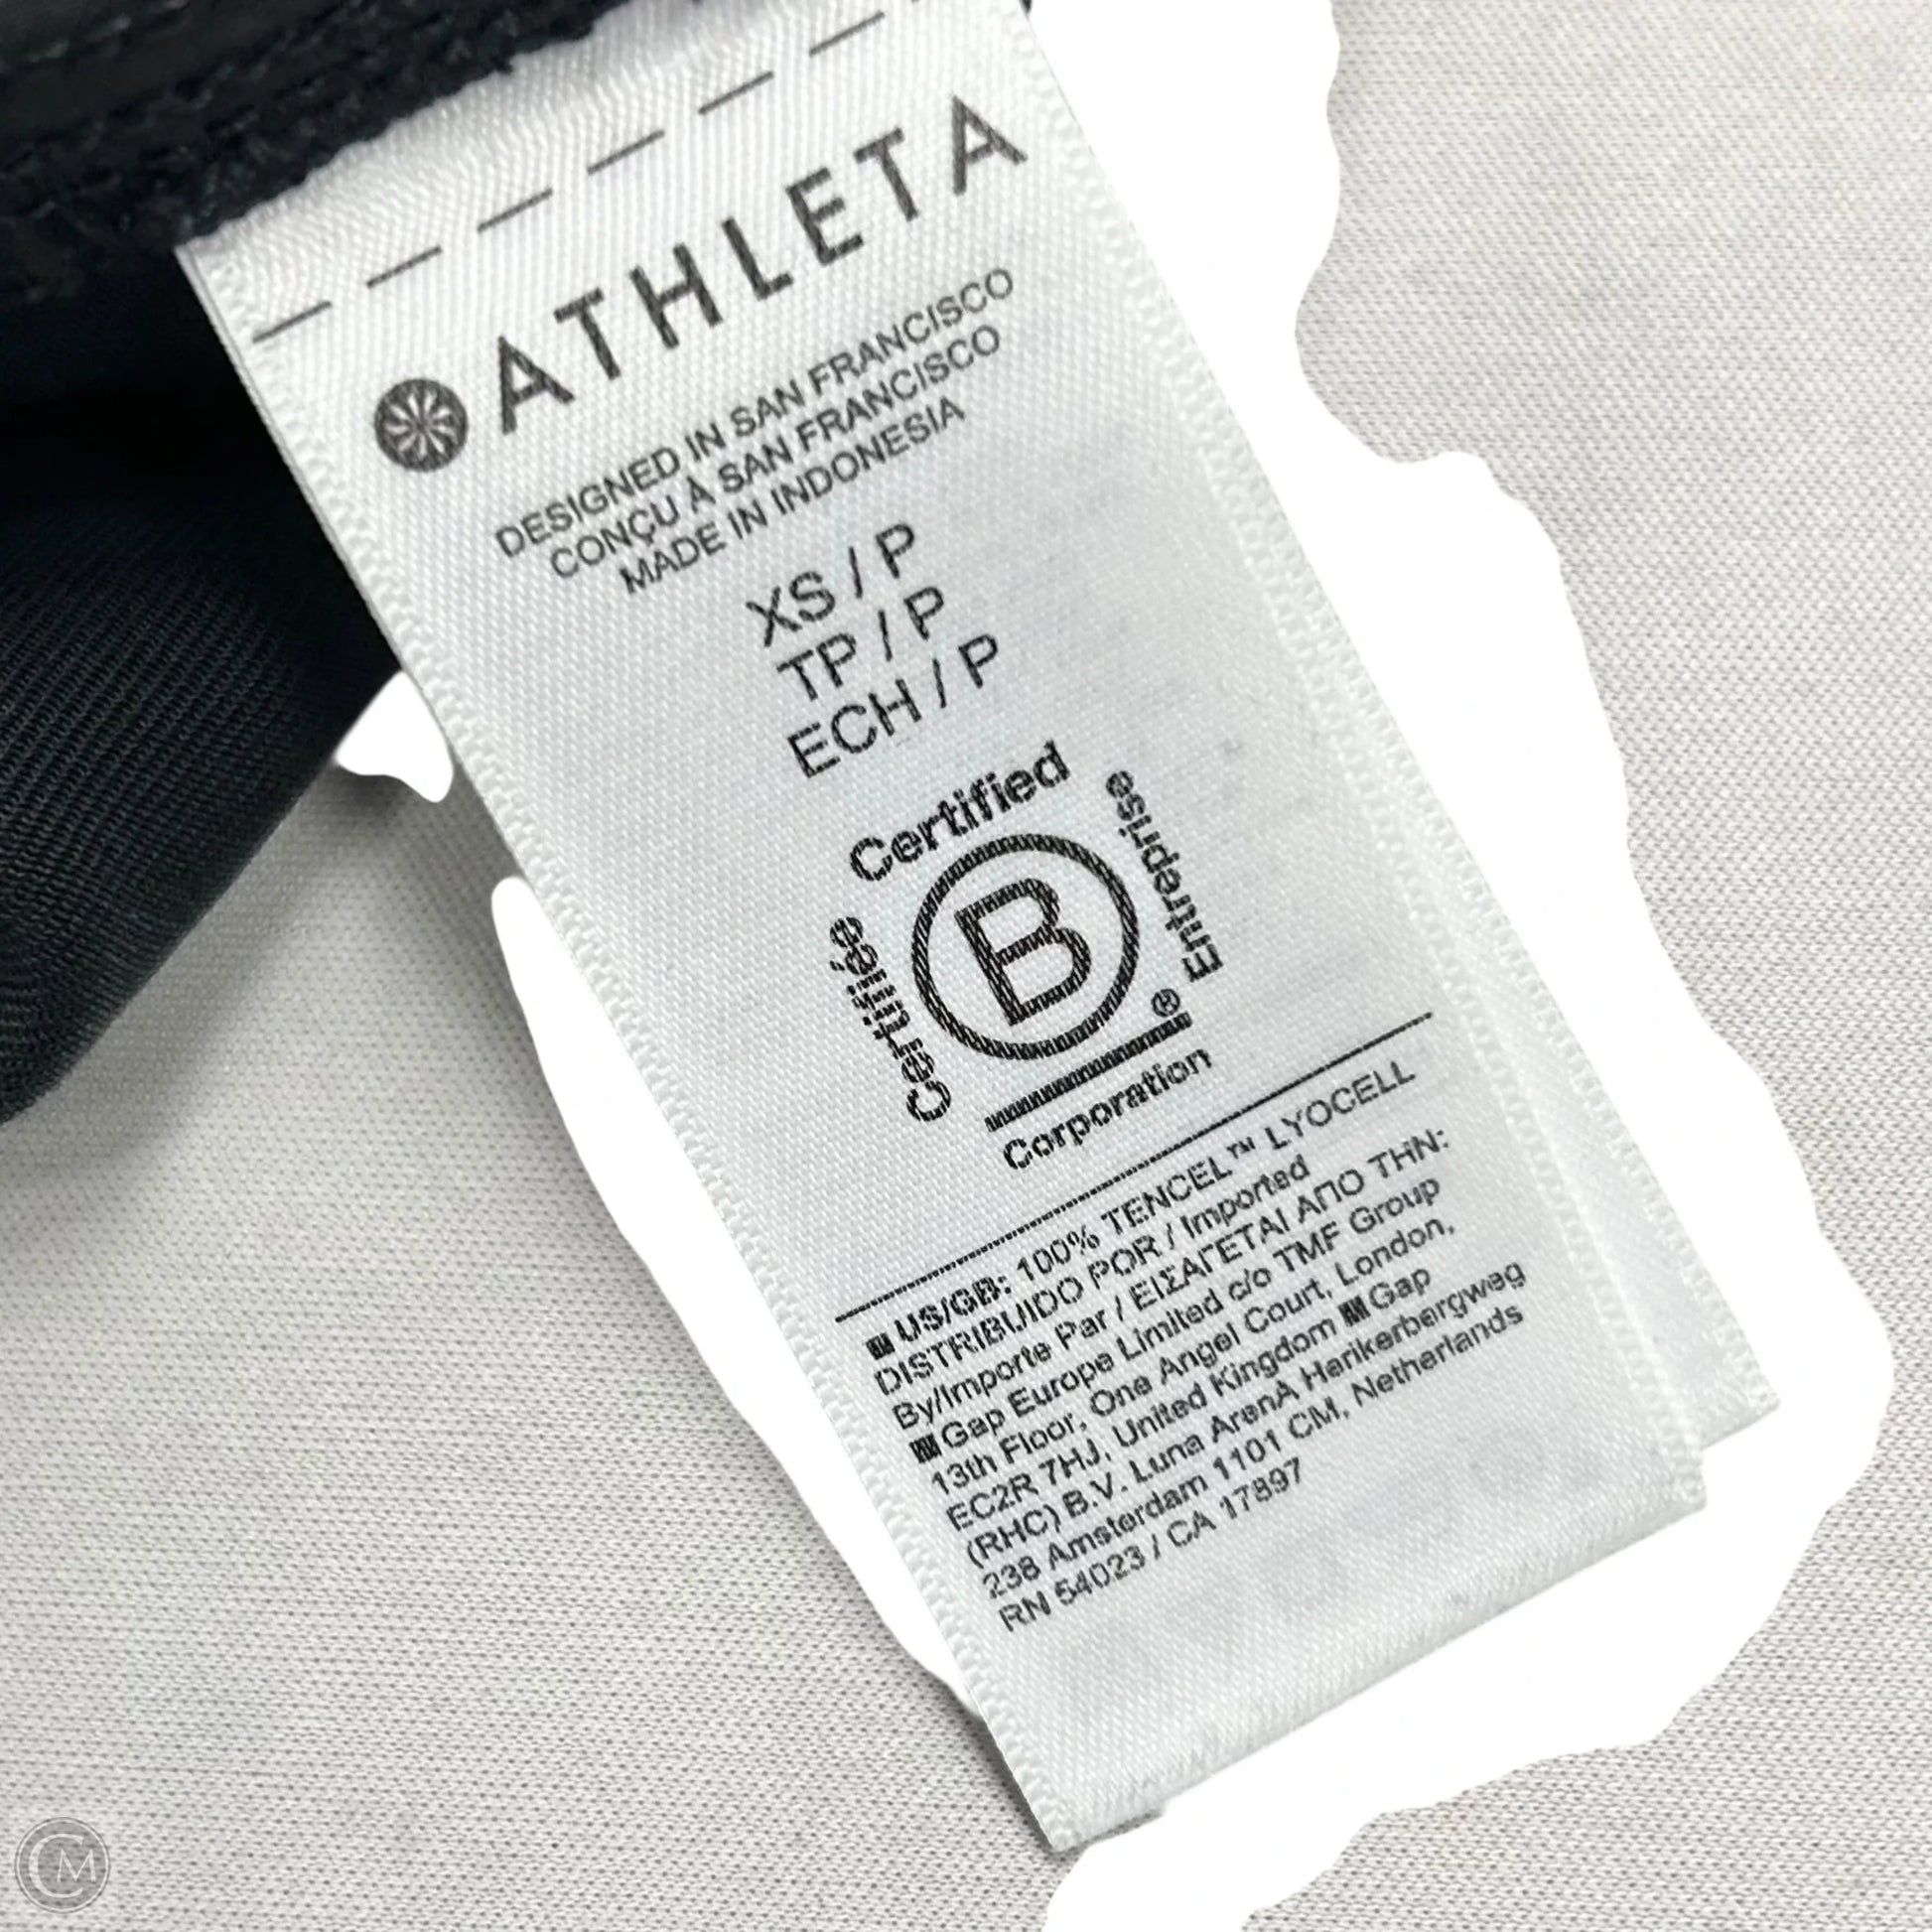 ATHLETA
DESIGNED IN SAN FRANCISCO
CONÇU À SAN FRANCISCO
MADE IN INDONESIA
XS / P
TP / P
ECH / P
Certified
Certifiée
B
Entreprise
®
Corporation
US/GB: 100% TENCEL™ LYOCELL
DISTRIBUIDO POR / Imported
By/Importe Par / ΕΙΣΑΓΕΤΑΙ ΑΠΟ ΤΗΝ:
Gap Europe Limited c/o TMF Group
13th Floor, One Angel Court, London,
EC2R 7HJ, United Kingdom Gap
(RHC) B.V. Luna ArenA Herikerbergweg
238 Amsterdam 1101 CM, Netherlands
RN 54023 / CA 17897
CM